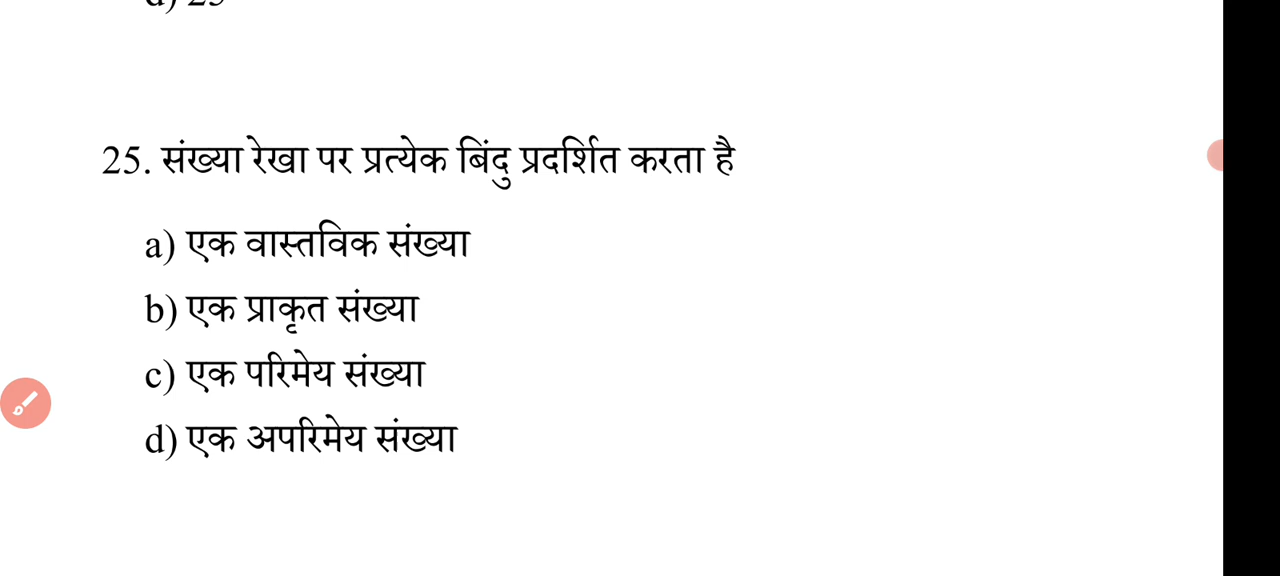 25. संख्या रेखा पर प्रत्येक बिंदु प्रदर्शित करता है
a) एक वास्तविक संख्या
b) एक प्राकृत संख्या
c) एक परिमेय संख्या
d) एक अपरिमेय संख्या